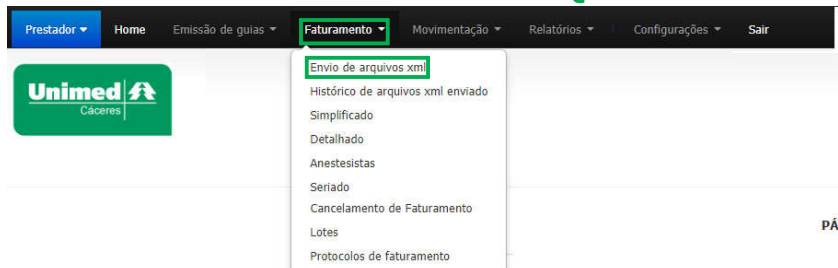 Prestador Home Emissão de guias Faturamento Movimentação Relatórios Configurações Sair
Envio de arquivos xml
Histórico de arquivos xml enviado
Simplificado
Detalhado
Anestesistas
Seriado
Cancelamento de Faturamento
Lotes
Protocolos de faturamento
Unimed
Cáceres
PÁ